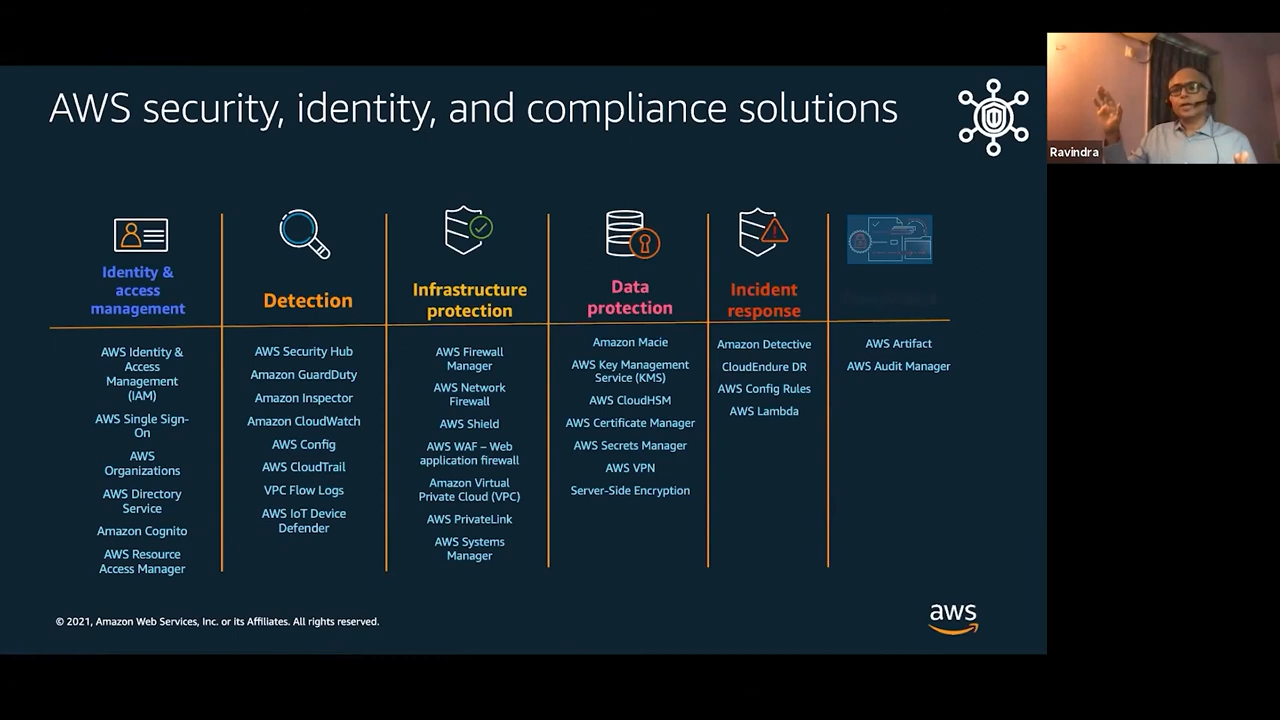 AWS security, identity, and compliance solutions
Ravindra
Identity &
access
management
AWS Identity &
Access
Management
(IAM)
AWS Single Sign-
On
AWS
Organizations
AWS Directory
Service
Amazon Cognito
AWS Resource
Access Manager
Detection
AWS Security Hub
Amazon GuardDuty
Amazon Inspector
Amazon CloudWatch
AWS Config
AWS CloudTrail
VPC Flow Logs
AWS IoT Device
Defender
Infrastructure
protection
AWS Firewall
Manager
AWS Network
Firewall
AWS Shield
AWS WAF – Web
application firewall
Amazon Virtual
Private Cloud (VPC)
AWS PrivateLink
AWS Systems
Manager
Data
protection
Amazon Macie
AWS Key Management
Service (KMS)
AWS CloudHSM
AWS Certificate Manager
AWS Secrets Manager
AWS VPN
Server-Side Encryption
Incident
response
Amazon Detective
CloudEndure DR
AWS Config Rules
AWS Lambda
AWS Artifact
AWS Audit Manager
© 2021, Amazon Web Services, Inc. or its Affiliates. All rights reserved.
aws